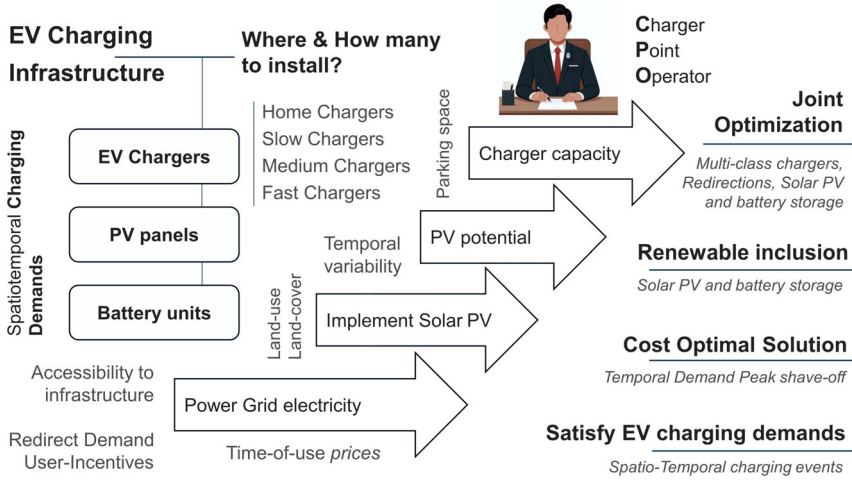 EV Charging
Infrastructure
Where & How many
to install?
Charger
Point
Operator
Spatiotemporal Charging
Demands
EV Chargers
PV panels
Battery units
Home Chargers
Slow Chargers
Medium Chargers
Fast Chargers
Parking space
Charger capacity
Temporal
variability
PV potential
Land-use
Land-cover
Implement Solar PV
Accessibility to
infrastructure
Power Grid electricity
Redirect Demand
User-Incentives
Time-of-use prices
Joint
Optimization
Multi-class chargers,
Redirections, Solar PV
and battery storage
Renewable inclusion
Solar PV and battery storage
Cost Optimal Solution
Temporal Demand Peak shave-off
Satisfy EV charging demands
Spatio-Temporal charging events